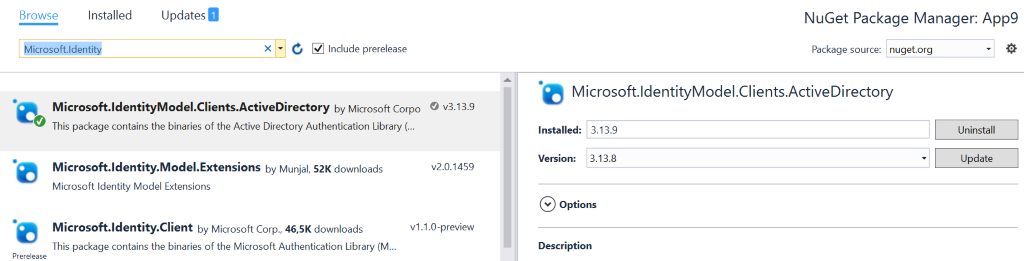 Browse Installed Updates 1
NuGet Package Manager: App9
Microsoft.Identity
Include prerelease
Package source: nuget.org
Microsoft.IdentityModel.Clients.ActiveDirectory by Microsoft Corpo v3.13.9
This package contains the binaries of the Active Directory Authentication Library (...
Microsoft.Identity.Model.Extensions by Munjal, 52K downloads v2.0.1459
Microsoft Identity Model Extensions
Microsoft.Identity.Client by Microsoft Corp., 46,5K downloads v1.1.0-preview
This package contains the binaries of the Microsoft Authentication Library (M...
Prerelease
Microsoft.IdentityModel.Clients.ActiveDirectory
Installed: 3.13.9 Uninstall
Version: 3.13.8 Update
Options
Description